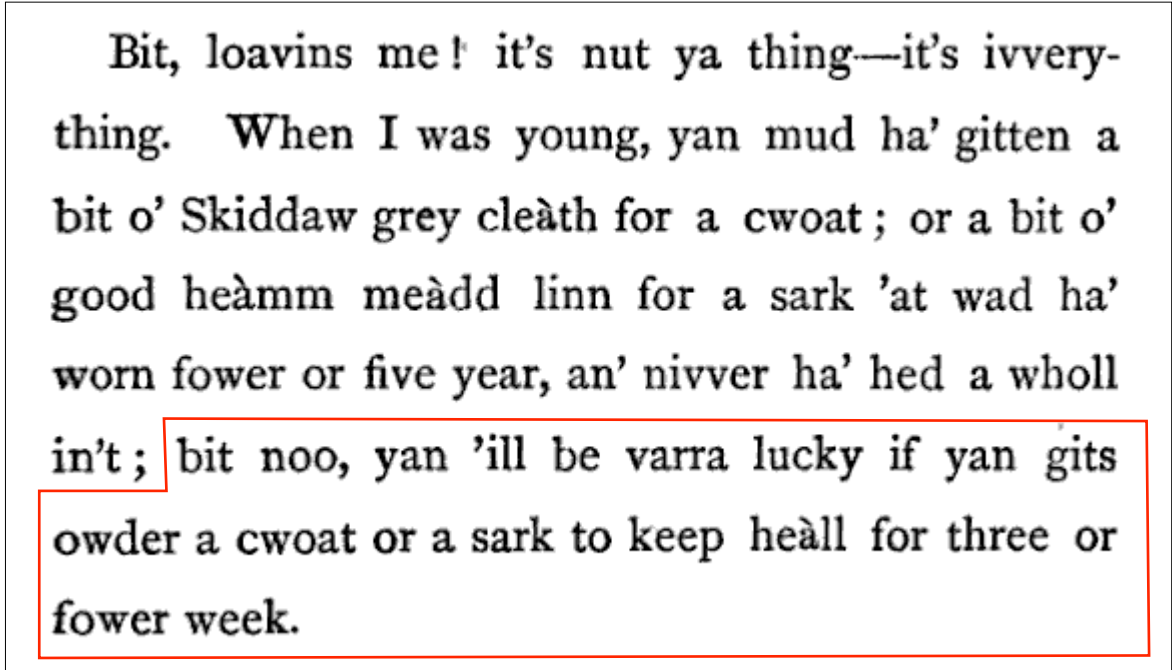 Bit, loavins me! it's nut ya thing—it's ivvery-
thing. When I was young, yan mud ha' gitten a
bit o' Skiddaw grey cleàth for a cwoat; or a bit o'
good heàmm meàdd linn for a sark 'at wad ha'
worn fower or five year, an' nivver ha' hed a wholl
in't; bit noo, yan 'ill be varra lucky if yan gits
owder a cwoat or a sark to keep heàll for three or
fower week.